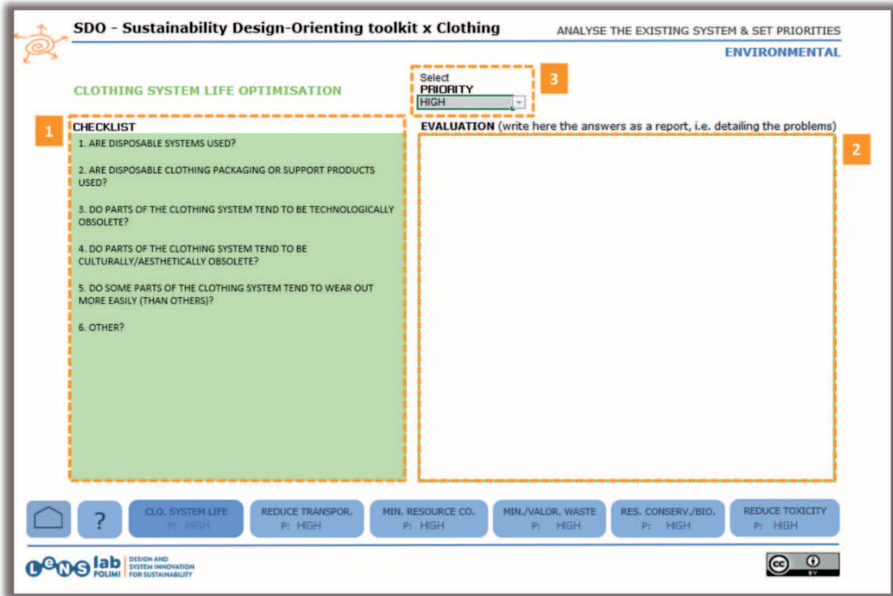 SDO - Sustainability Design-Orienting toolkit x Clothing
ANALYSE THE EXISTING SYSTEM & SET PRIORITIES
ENVIRONMENTAL
CLOTHING SYSTEM LIFE OPTIMISATION
Select
PRIORITY
HIGH
3
1
CHECKLIST
1. ARE DISPOSABLE SYSTEMS USED?
2. ARE DISPOSABLE CLOTHING PACKAGING OR SUPPORT PRODUCTS
USED?
3. DO PARTS OF THE CLOTHING SYSTEM TEND TO BE TECHNOLOGICALLY
OBSOLETE?
4. DO PARTS OF THE CLOTHING SYSTEM TEND TO BE
CULTURALLY/AESTHETICALLY OBSOLETE?
5. DO SOME PARTS OF THE CLOTHING SYSTEM TEND TO WEAR OUT
MORE EASILY (THAN OTHERS)?
6. OTHER?
EVALUATION (write here the answers as a report, i.e. detailing the problems)
2
?
CLO. SYSTEM LIFE
P: HIGH
REDUCE TRANSPOR.
P: HIGH
MIN. RESOURCE CO.
P: HIGH
MIN./VALOR. WASTE
P: HIGH
RES. CONSERV./BIO.
P: HIGH
REDUCE TOXICITY
P: HIGH
LeNS lab
POLIMI
DESIGN AND
SYSTEM INNOVATION
FOR SUSTAINABILITY
cc
BY